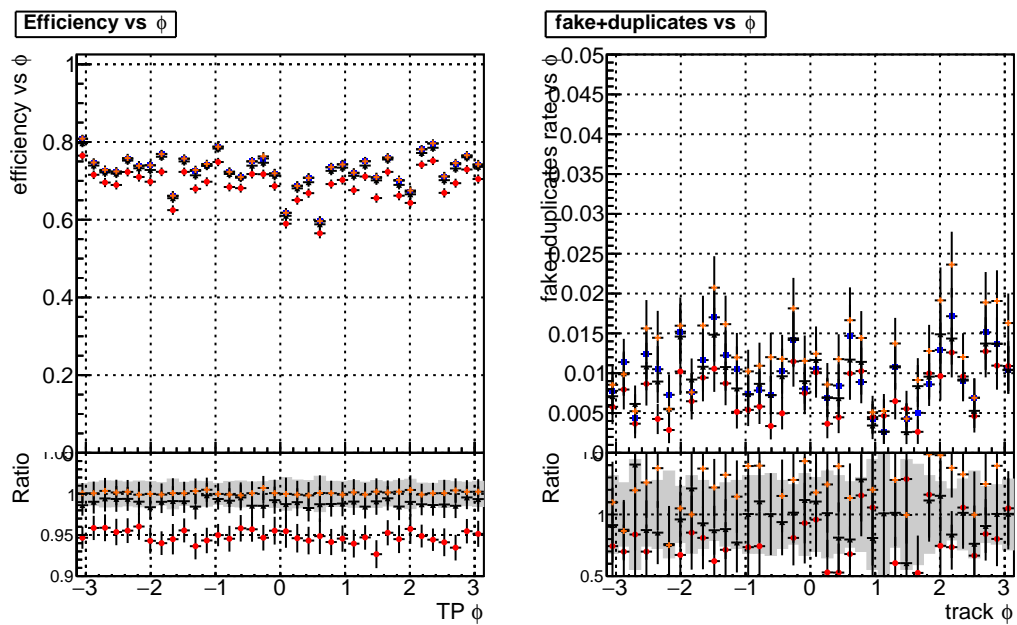 Efficiency vs ϕ
efficiency vs ϕ
1
0.8
0.6
0.4
0.2
0
Ratio
1
0.95
0.9
−3 −2 −1 0 1 2 3
TP ϕ
fake+duplicates vs ϕ
fake+duplicates rate vs ϕ
0.05
0.045
0.04
0.035
0.03
0.025
0.02
0.015
0.01
0.005
0
Ratio
1
0.5
−3 −2 −1 0 1 2 3
track ϕ